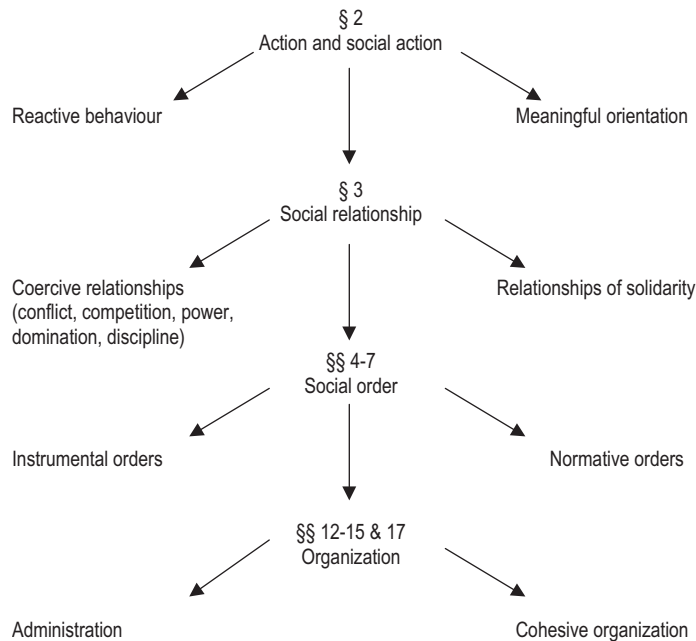 § 2
Action and social action
Reactive behaviour
Meaningful orientation
§ 3
Social relationship
Coercive relationships
(conflict, competition, power,
domination, discipline)
Relationships of solidarity
§§ 4-7
Social order
Instrumental orders
Normative orders
§§ 12-15 & 17
Organization
Administration
Cohesive organization